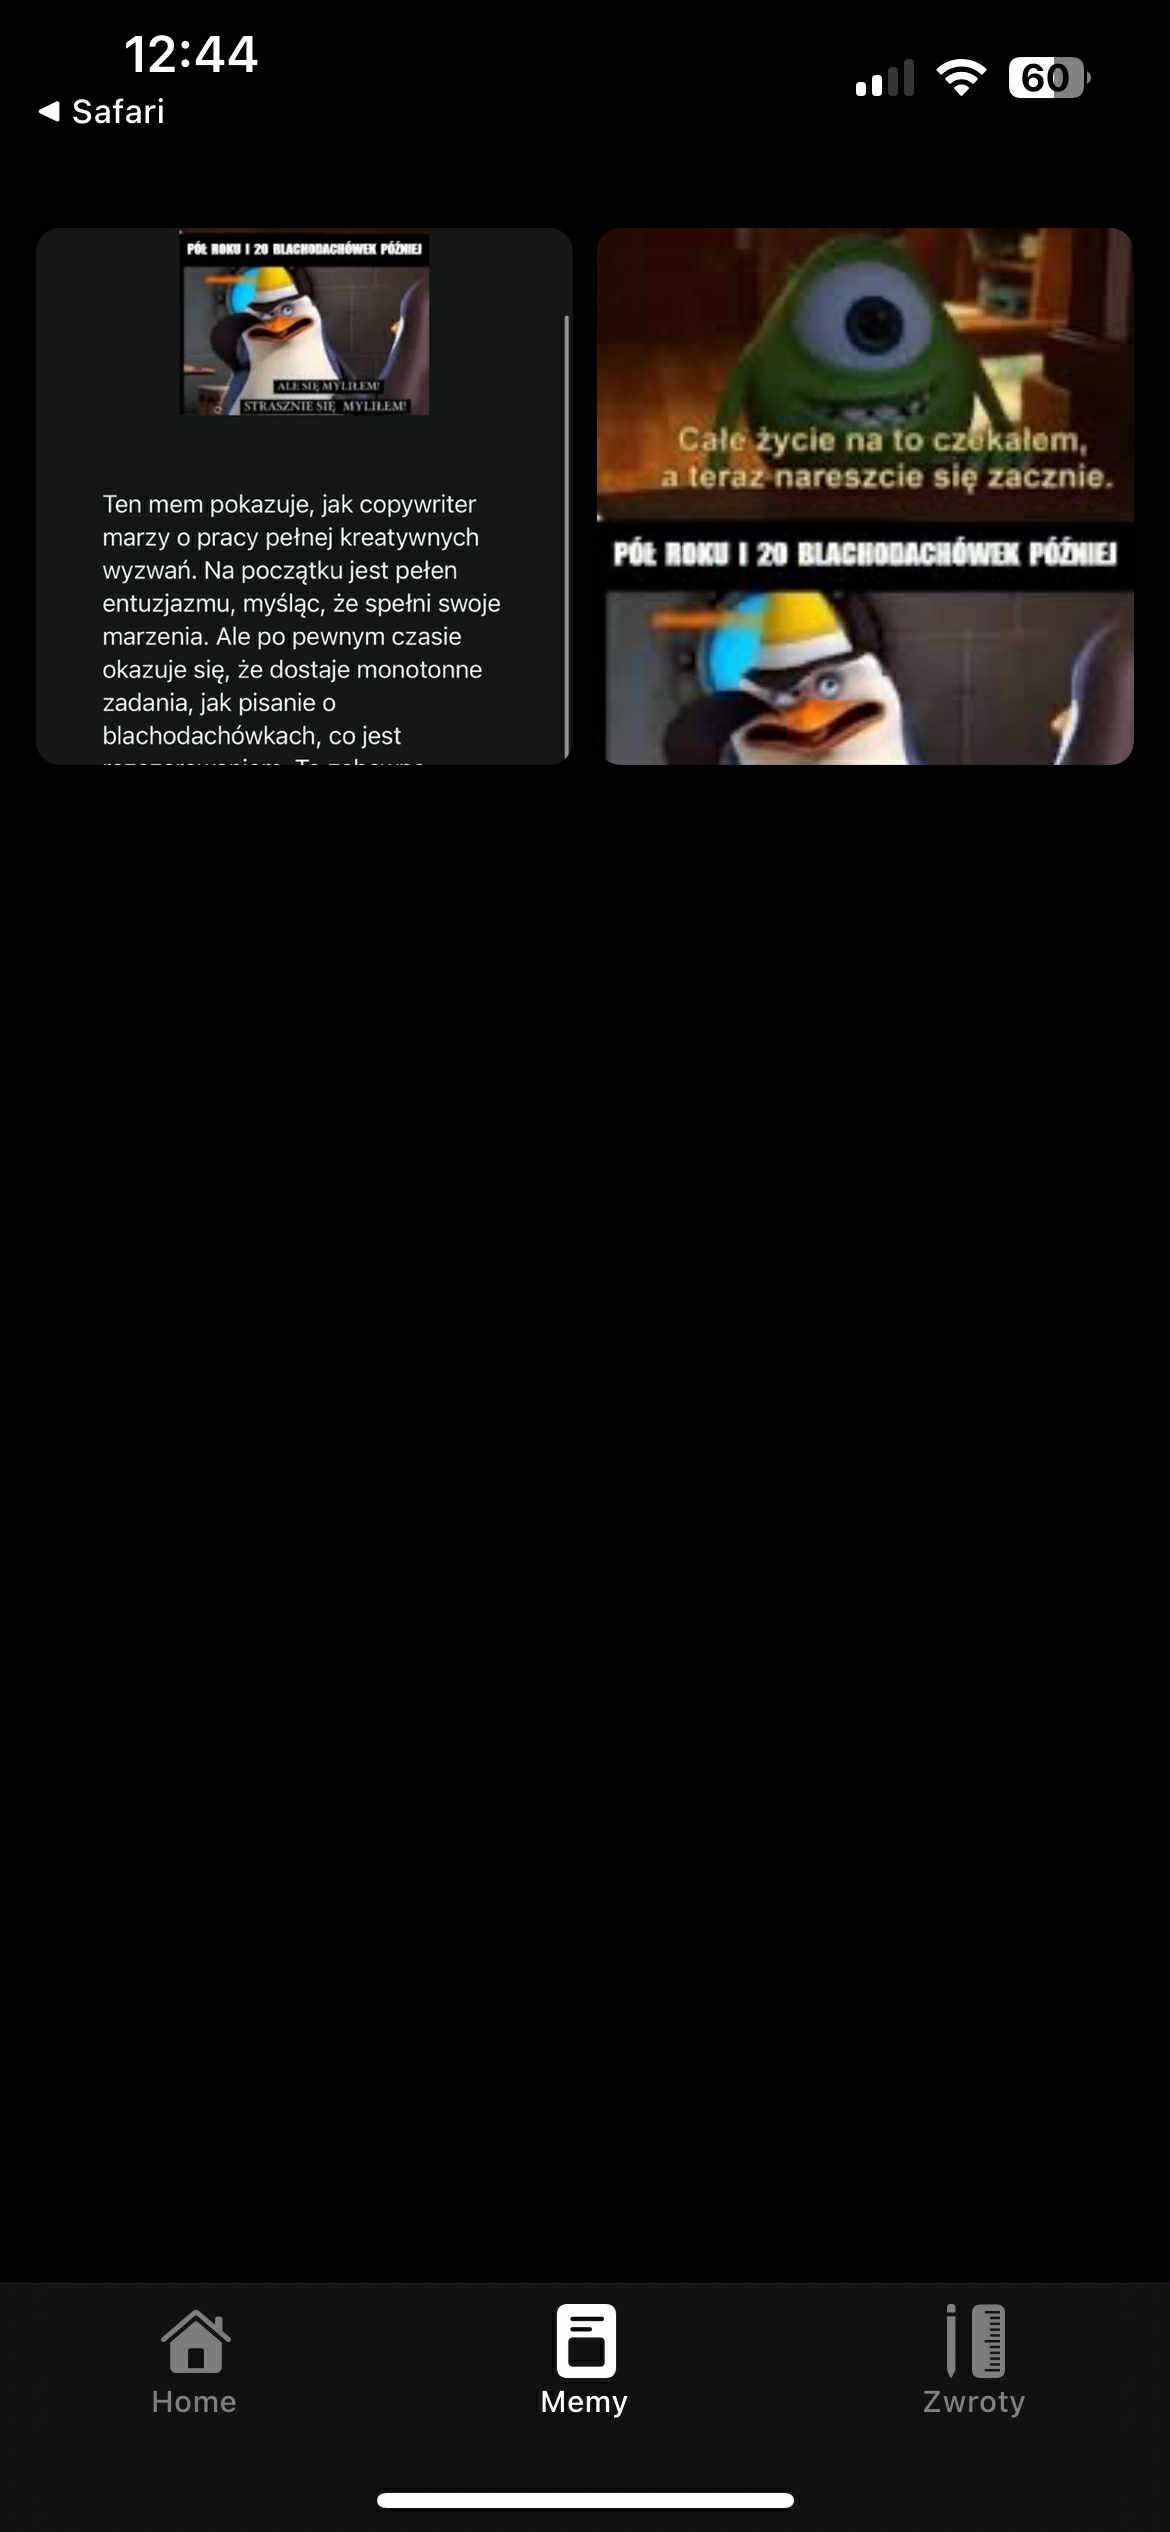 12:44
60
Safari
PÓŁ ROKU I 20 BLACHODACHÓWEK PÓŹNIEJ
ALE SIĘ MYLIŁEM!
STRASZNIE SIĘ MYLIŁEM!
Ten mem pokazuje, jak copywriter
marzy o pracy pełnej kreatywnych
wyzwań. Na początku jest pełen
entuzjazmu, myśląc, że spełni swoje
marzenia. Ale po pewnym czasie
okazuje się, że dostaje monotonne
zadania, jak pisanie o
blachodachówkach, co jest
Całe życie na to czekałem,
a teraz nareszcie się zacznie.
PÓŁ ROKU I 20 BLACHODACHÓWEK PÓŹNIEJ
Home
Memy
Zwroty